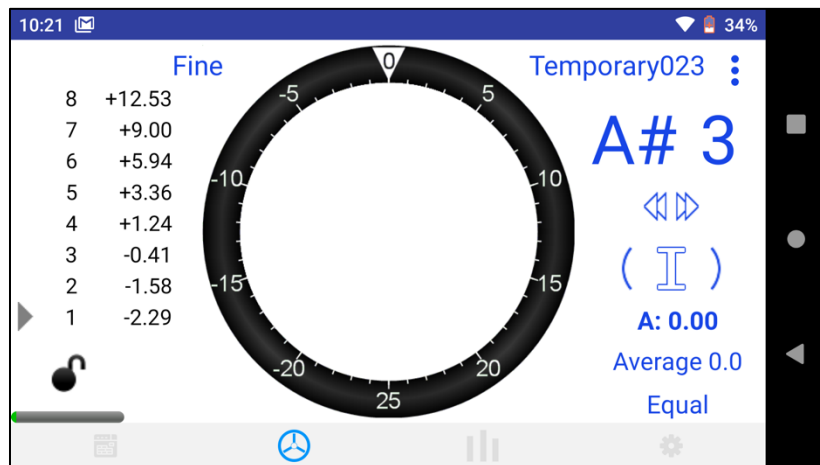 10:21 34%
Fine
Temporary023
8 +12.53
7 +9.00
6 +5.94
5 +3.36
4 +1.24
3 -0.41
2 -1.58
1 -2.29
0
-5 5
-10 10
-15 15
-20 20
25
A# 3
( I )
A: 0.00
Average 0.0
Equal